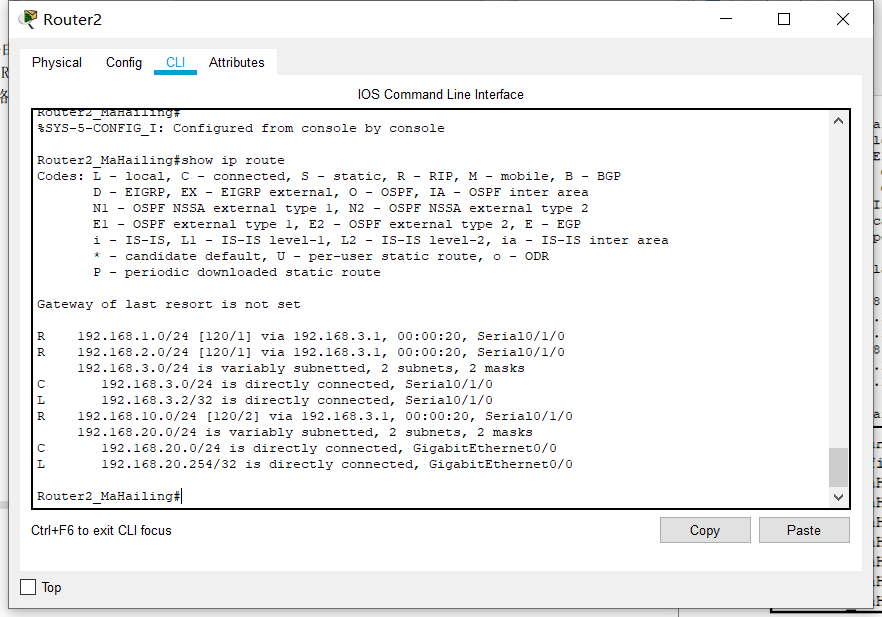 Router2
Physical Config CLI Attributes
IOS Command Line Interface
Router2_MaHailing#
%SYS-5-CONFIG_I: Configured from console by console
Router2_MaHailing#show ip route
Codes: L - local, C - connected, S - static, R - RIP, M - mobile, B - BGP
D - EIGRP, EX - EIGRP external, O - OSPF, IA - OSPF inter area
N1 - OSPF NSSA external type 1, N2 - OSPF NSSA external type 2
E1 - OSPF external type 1, E2 - OSPF external type 2, E - EGP
i - IS-IS, L1 - IS-IS level-1, L2 - IS-IS level-2, ia - IS-IS inter area
* - candidate default, U - per-user static route, o - ODR
P - periodic downloaded static route
Gateway of last resort is not set
R 192.168.1.0/24 [120/1] via 192.168.3.1, 00:00:20, Serial0/1/0
R 192.168.2.0/24 [120/1] via 192.168.3.1, 00:00:20, Serial0/1/0
192.168.3.0/24 is variably subnetted, 2 subnets, 2 masks
C 192.168.3.0/24 is directly connected, Serial0/1/0
L 192.168.3.2/32 is directly connected, Serial0/1/0
R 192.168.10.0/24 [120/2] via 192.168.3.1, 00:00:20, Serial0/1/0
192.168.20.0/24 is variably subnetted, 2 subnets, 2 masks
C 192.168.20.0/24 is directly connected, GigabitEthernet0/0
L 192.168.20.254/32 is directly connected, GigabitEthernet0/0
Router2_MaHailing#
Ctrl+F6 to exit CLI focus
Copy Paste
Top